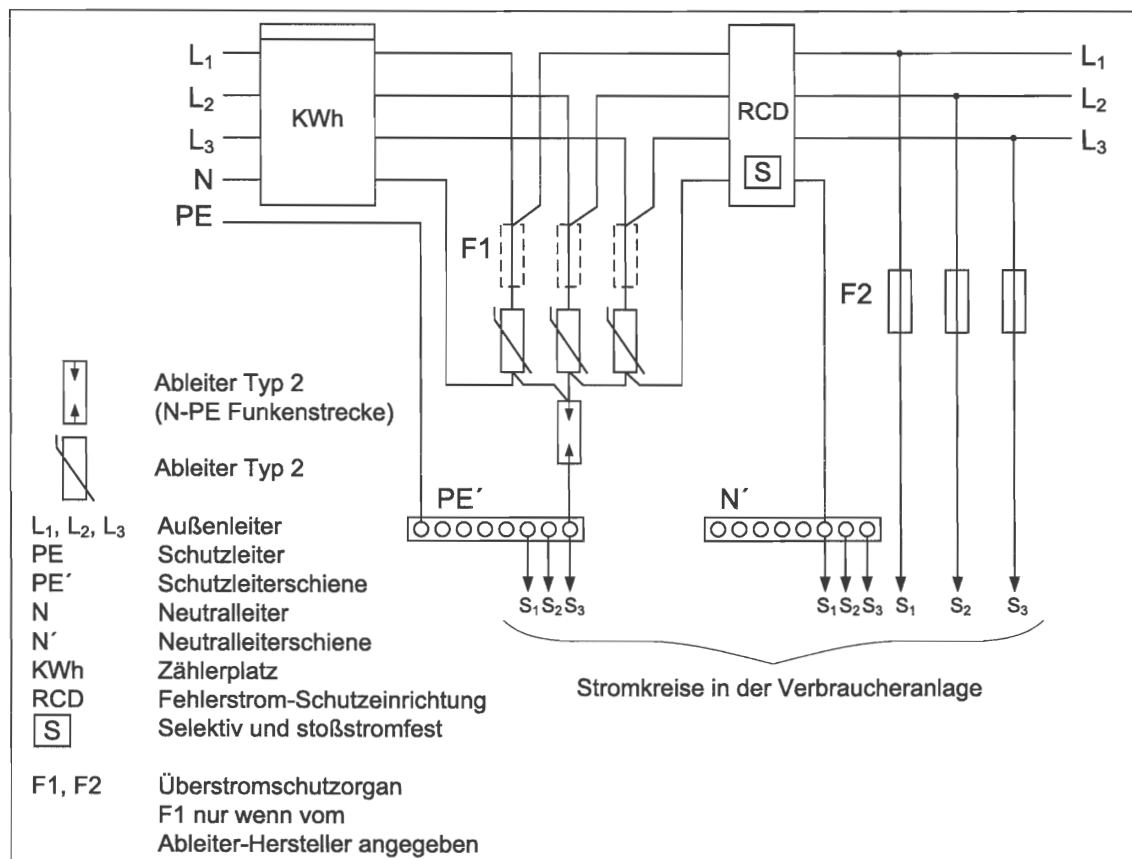 L₁
L₂
L₃
N
PE
KWh
RCD
S
L₁
L₂
L₃
F1
F2
PE´
N´
S₁ S₂ S₃
S₁ S₂ S₃ S₁ S₂ S₃
Stromkreise in der Verbraucheranlage
Ableiter Typ 2
(N-PE Funkenstrecke)
Ableiter Typ 2
L₁, L₂, L₃ Außenleiter
PE Schutzleiter
PE´ Schutzleiterschiene
N Neutralleiter
N´ Neutralleiterschiene
KWh Zählerplatz
RCD Fehlerstrom-Schutzeinrichtung
S Selektiv und stoßstromfest
F1, F2 Überstromschutzorgan
F1 nur wenn vom
Ableiter-Hersteller angegeben